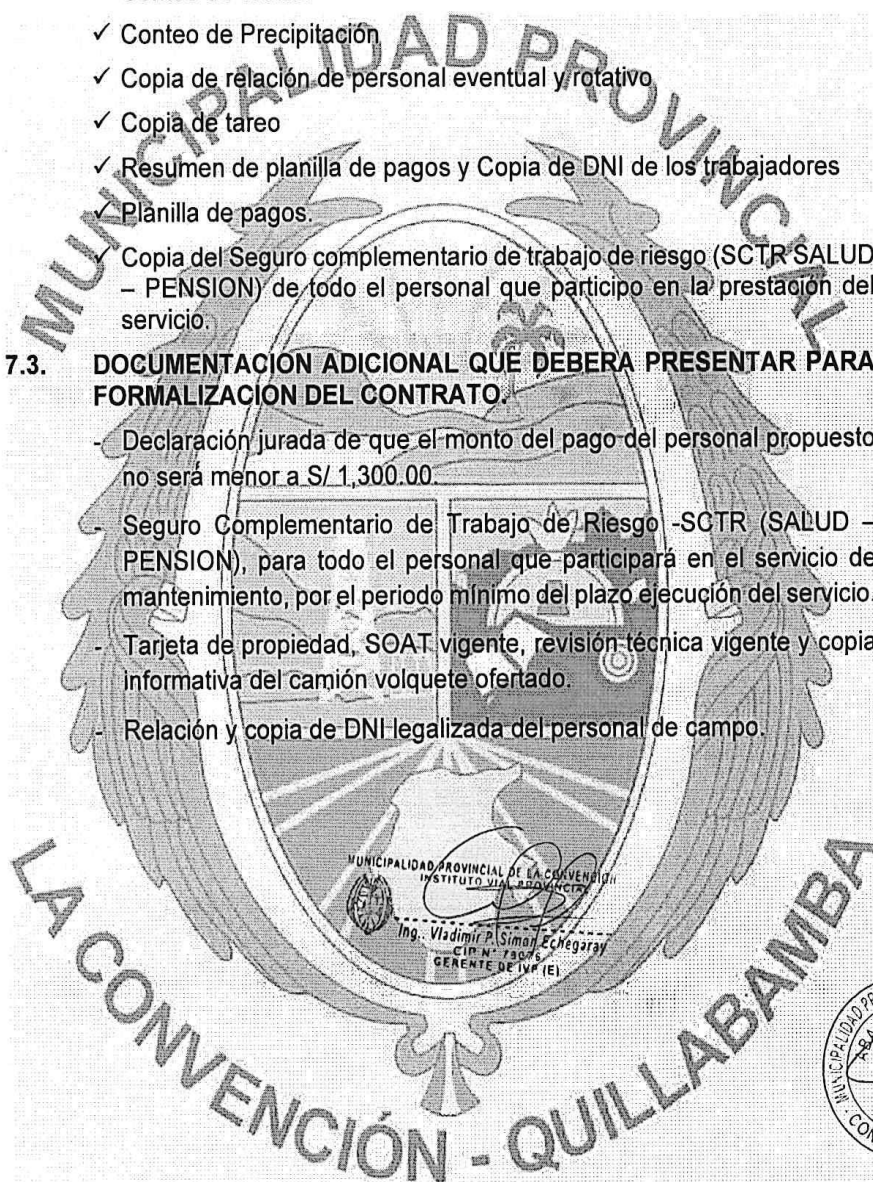 ✓ Conteo de Precipitación
✓ Copia de relación de personal eventual y rotativo
✓ Copia de tareo
✓ Resumen de planilla de pagos y Copia de DNI de los trabajadores
✓ Planilla de pagos.
✓ Copia del Seguro complementario de trabajo de riesgo (SCTR SALUD
– PENSION) de todo el personal que participo en la prestación del
servicio.
7.3. DOCUMENTACION ADICIONAL QUE DEBERA PRESENTAR PARA
FORMALIZACION DEL CONTRATO.
- Declaración jurada de que el monto del pago del personal propuesto
no será menor a S/ 1,300.00.
- Seguro Complementario de Trabajo de Riesgo -SCTR (SALUD –
PENSION), para todo el personal que participará en el servicio de
mantenimiento, por el periodo mínimo del plazo ejecución del servicio.
- Tarjeta de propiedad, SOAT vigente, revisión técnica vigente y copia
informativa del camión volquete ofertado.
- Relación y copia de DNI legalizada del personal de campo.
MUNICIPALIDAD PROVINCIAL
LA CONVENCIÓN - QUILLABAMBA
MUNICIPALIDAD PROVINCIAL DE LA CONVENCIÓN
INSTITUTO VIAL PROVINCIAL
Ing. Vladimir P. Simon Echegaray
CIP N° 79076
GERENTE DE IVP (E)
MUNICIPALIDAD